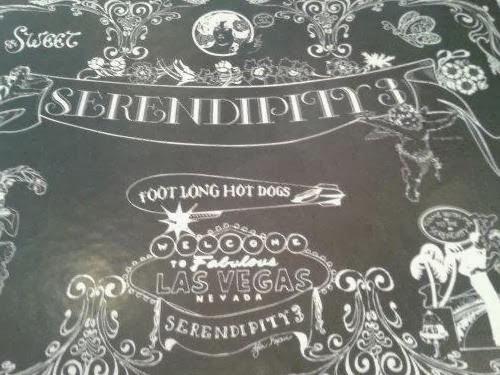 SWEET
SERENDIPITY 3
FOOT LONG HOT DOGS
WELCOME
TO Fabulous
LAS VEGAS
NEVADA
SERENDIPITY 3